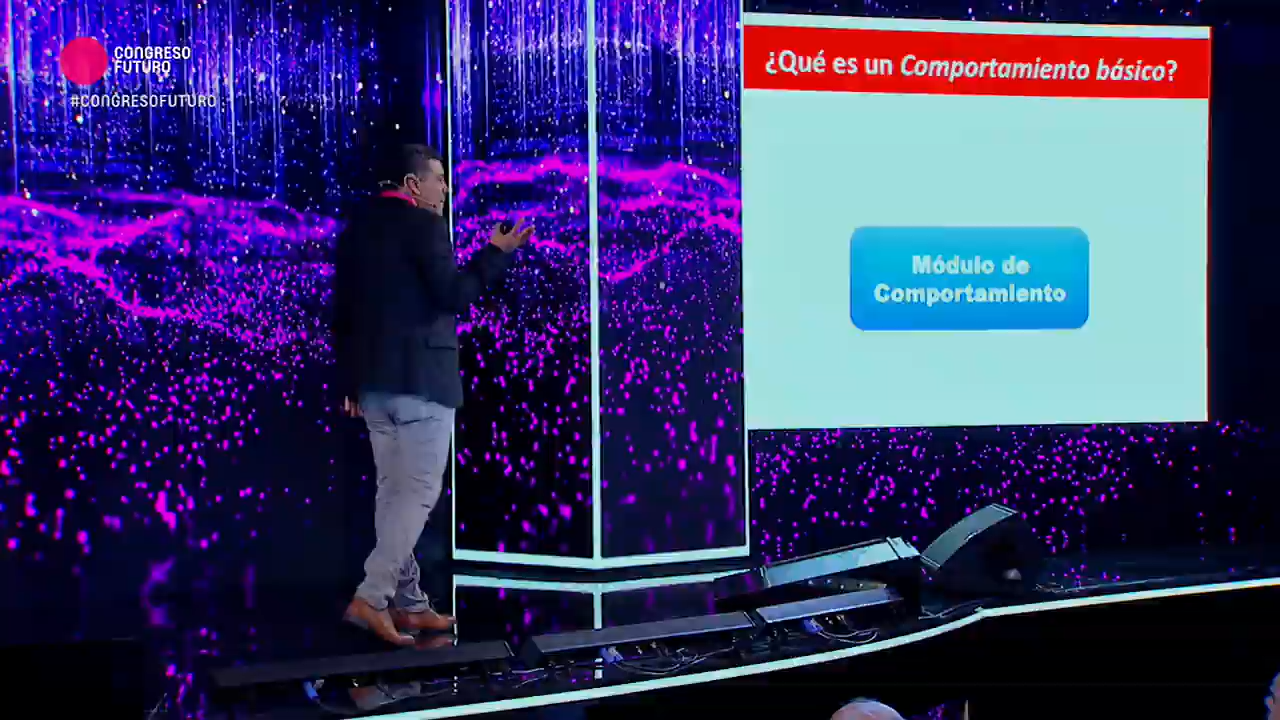 CONGRESO
FUTURO
#CONGRESOFUTURO
¿Qué es un Comportamiento básico?
Módulo de
Comportamiento